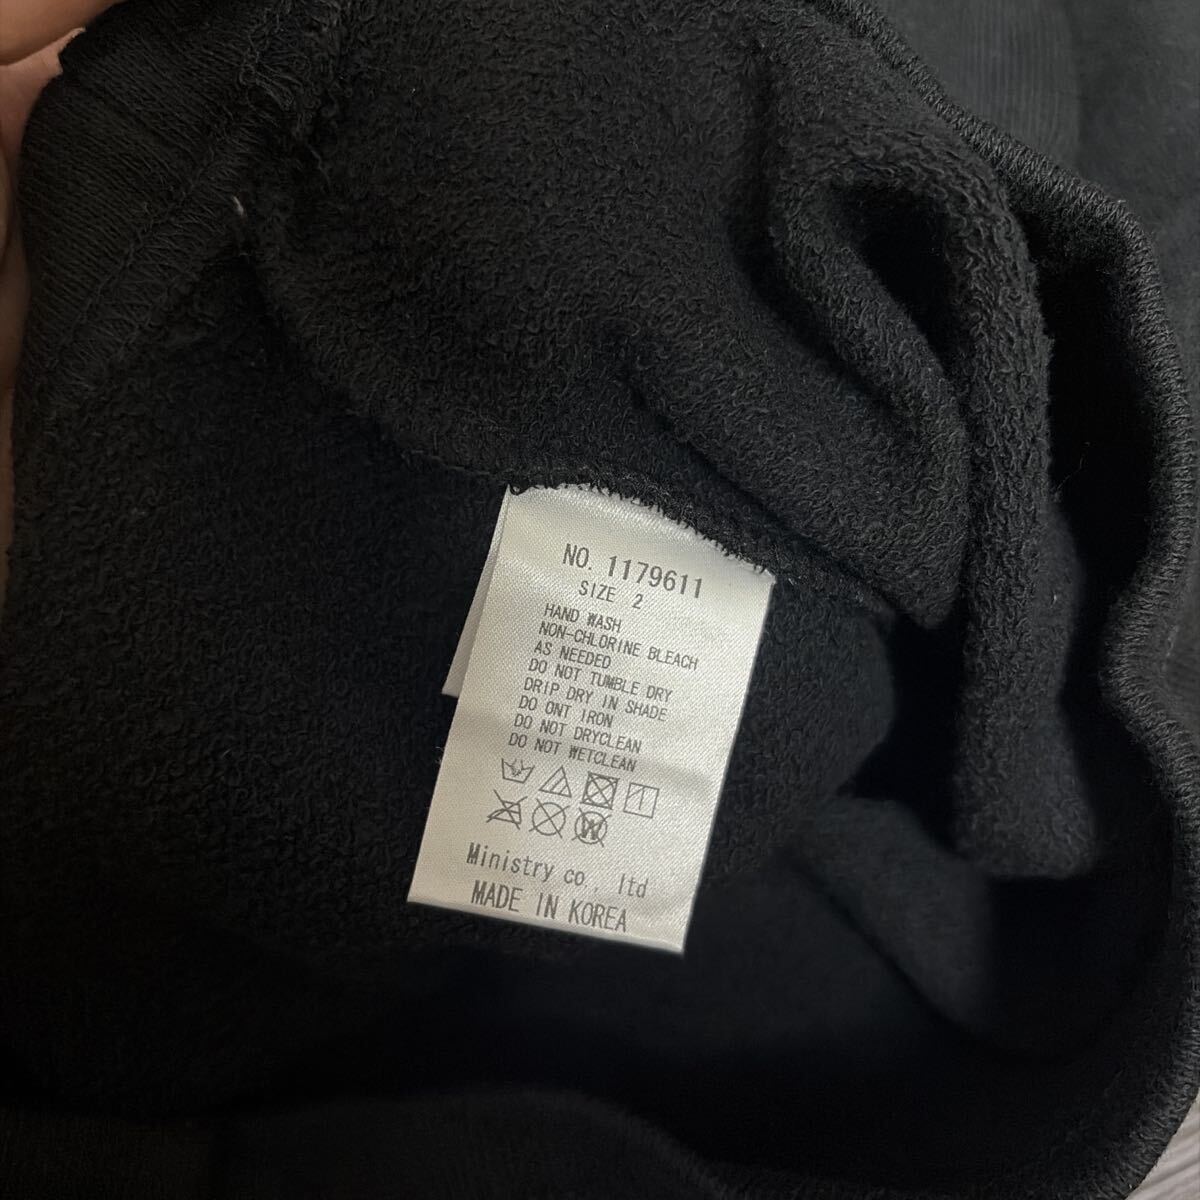 NO. 1179611
SIZE 2
HAND WASH
NON-CHLORINE BLEACH
AS NEEDED
DO NOT TUMBLE DRY
DRIP DRY IN SHADE
DO ONT IRON
DO NOT DRYCLEAN
DO NOT WETCLEAN
W
Ministry co., ltd
MADE IN KOREA